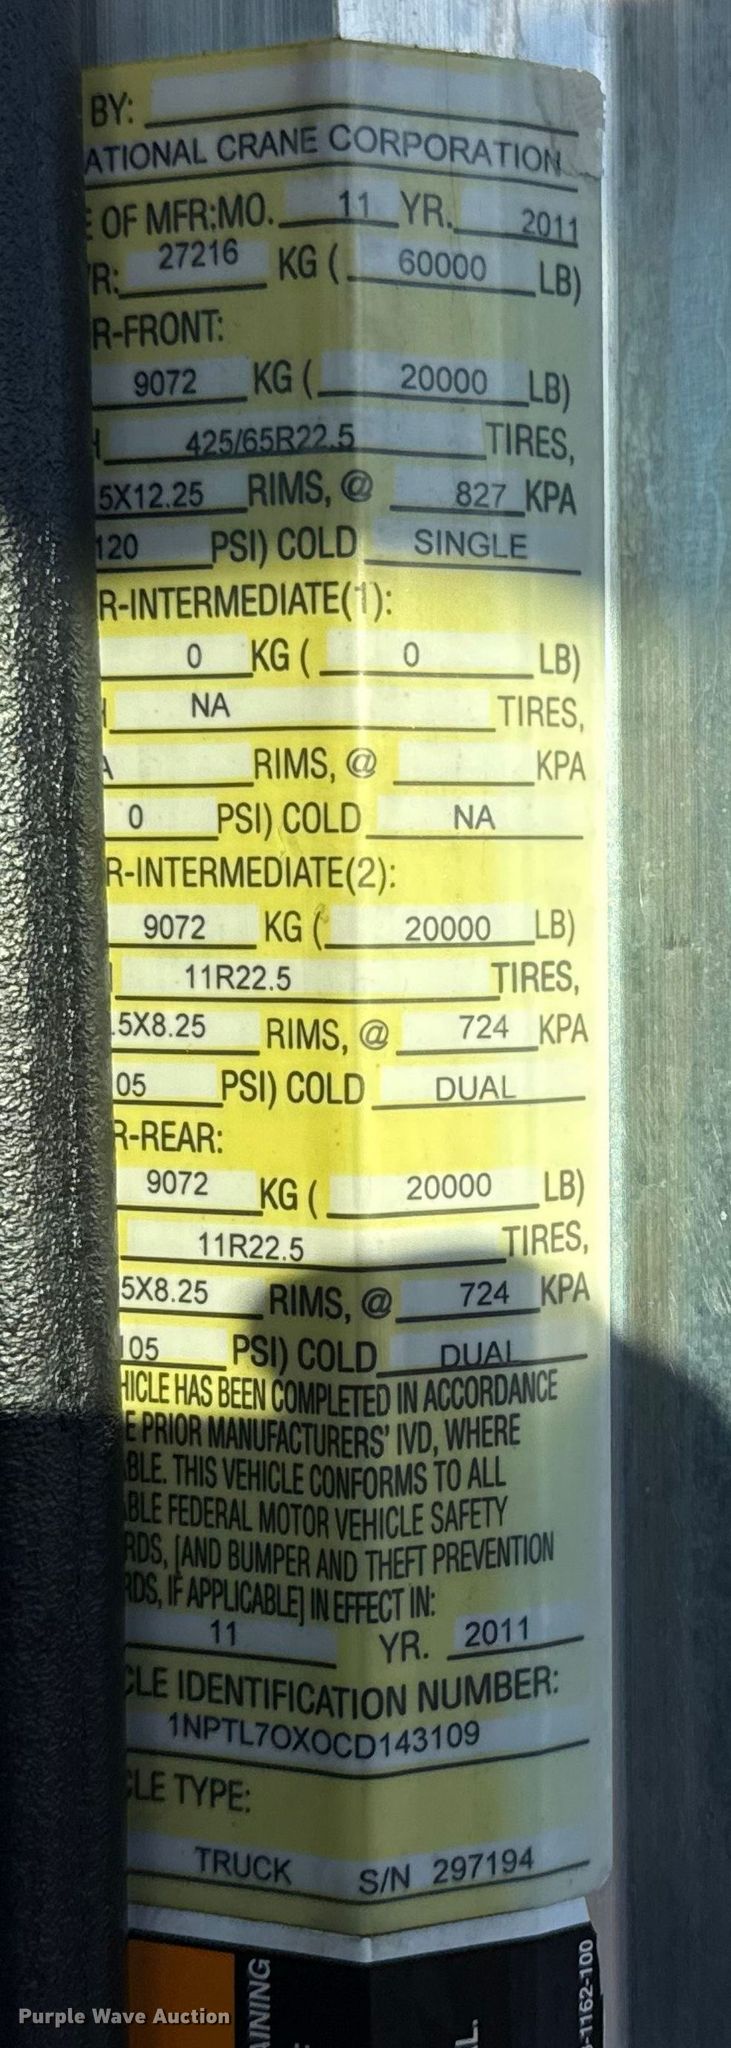 BY:
ATIONAL CRANE CORPORATION
E OF MFR:MO. 11 YR. 2011
R: 27216 KG ( 60000 LB)
R-FRONT:
9072 KG ( 20000 LB)
425/65R22.5 TIRES,
5X12.25 RIMS, @ 827 KPA
120 PSI) COLD SINGLE
R-INTERMEDIATE(1):
0 KG ( 0 LB)
NA TIRES,
A RIMS, @ KPA
0 PSI) COLD NA
R-INTERMEDIATE(2):
9072 KG ( 20000 LB)
11R22.5 TIRES,
.5X8.25 RIMS, @ 724 KPA
05 PSI) COLD DUAL
R-REAR:
9072 KG ( 20000 LB)
11R22.5 TIRES,
5X8.25 RIMS, @ 724 KPA
105 PSI) COLD DUAL
HICLE HAS BEEN COMPLETED IN ACCORDANCE
E PRIOR MANUFACTURERS' IVD, WHERE
ABLE. THIS VEHICLE CONFORMS TO ALL
ABLE FEDERAL MOTOR VEHICLE SAFETY
RDS, [AND BUMPER AND THEFT PREVENTION
RDS, IF APPLICABLE] IN EFFECT IN:
11 YR. 2011
CLE IDENTIFICATION NUMBER:
1NPTL7OXOCD143109
CLE TYPE:
TRUCK S/N 297194
AINING
L.
-1162-100
Purple Wave Auction